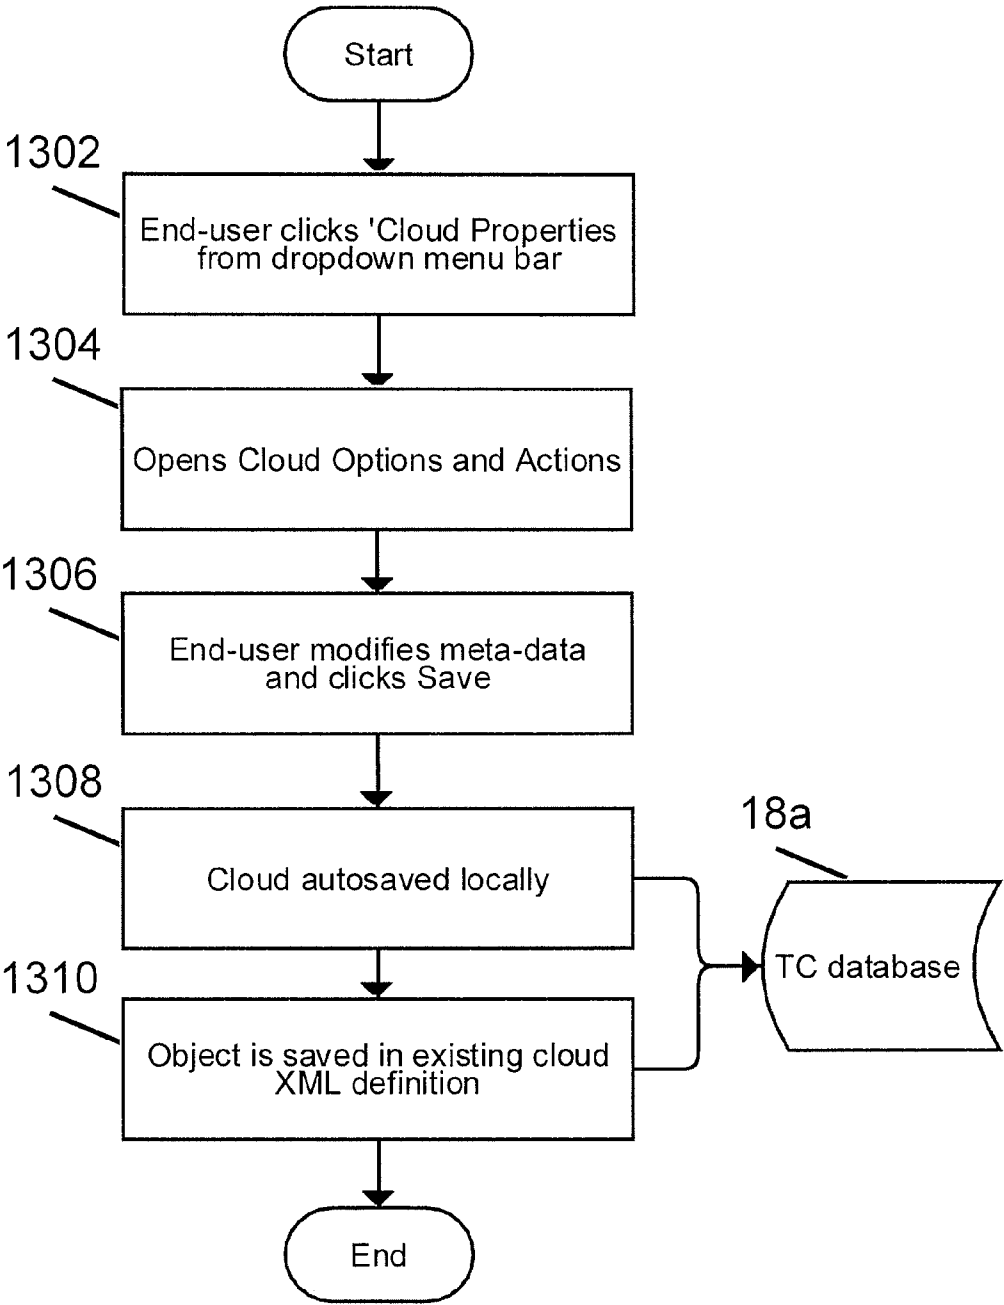 Start
1302
End-user clicks 'Cloud Properties
from dropdown menu bar
1304
Opens Cloud Options and Actions
1306
End-user modifies meta-data
and clicks Save
1308
Cloud autosaved locally
18a
TC database
1310
Object is saved in existing cloud
XML definition
End